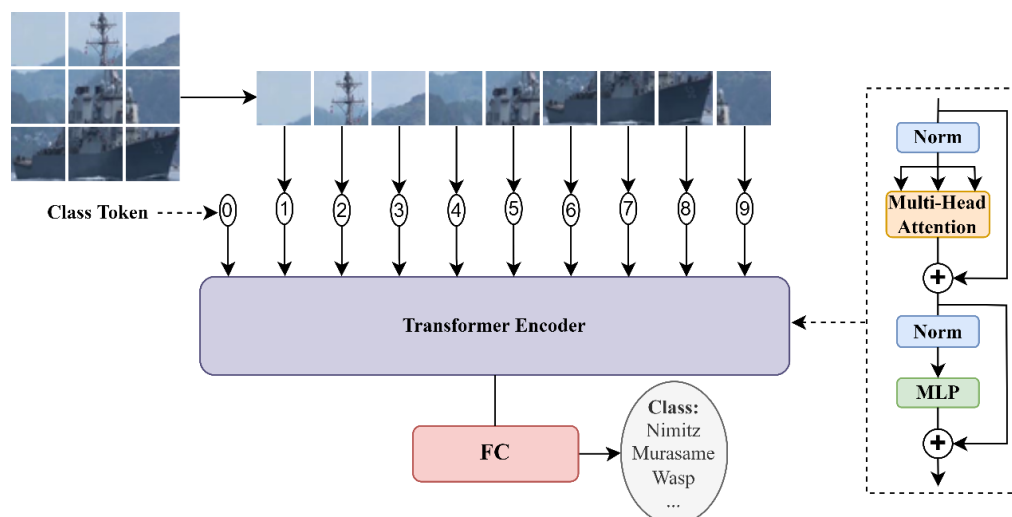 Class Token
0 1 2 3 4 5 6 7 8 9
Transformer Encoder
FC
Class:
Nimitz
Murasame
Wasp
...
Norm
Multi-Head
Attention
+
Norm
MLP
+